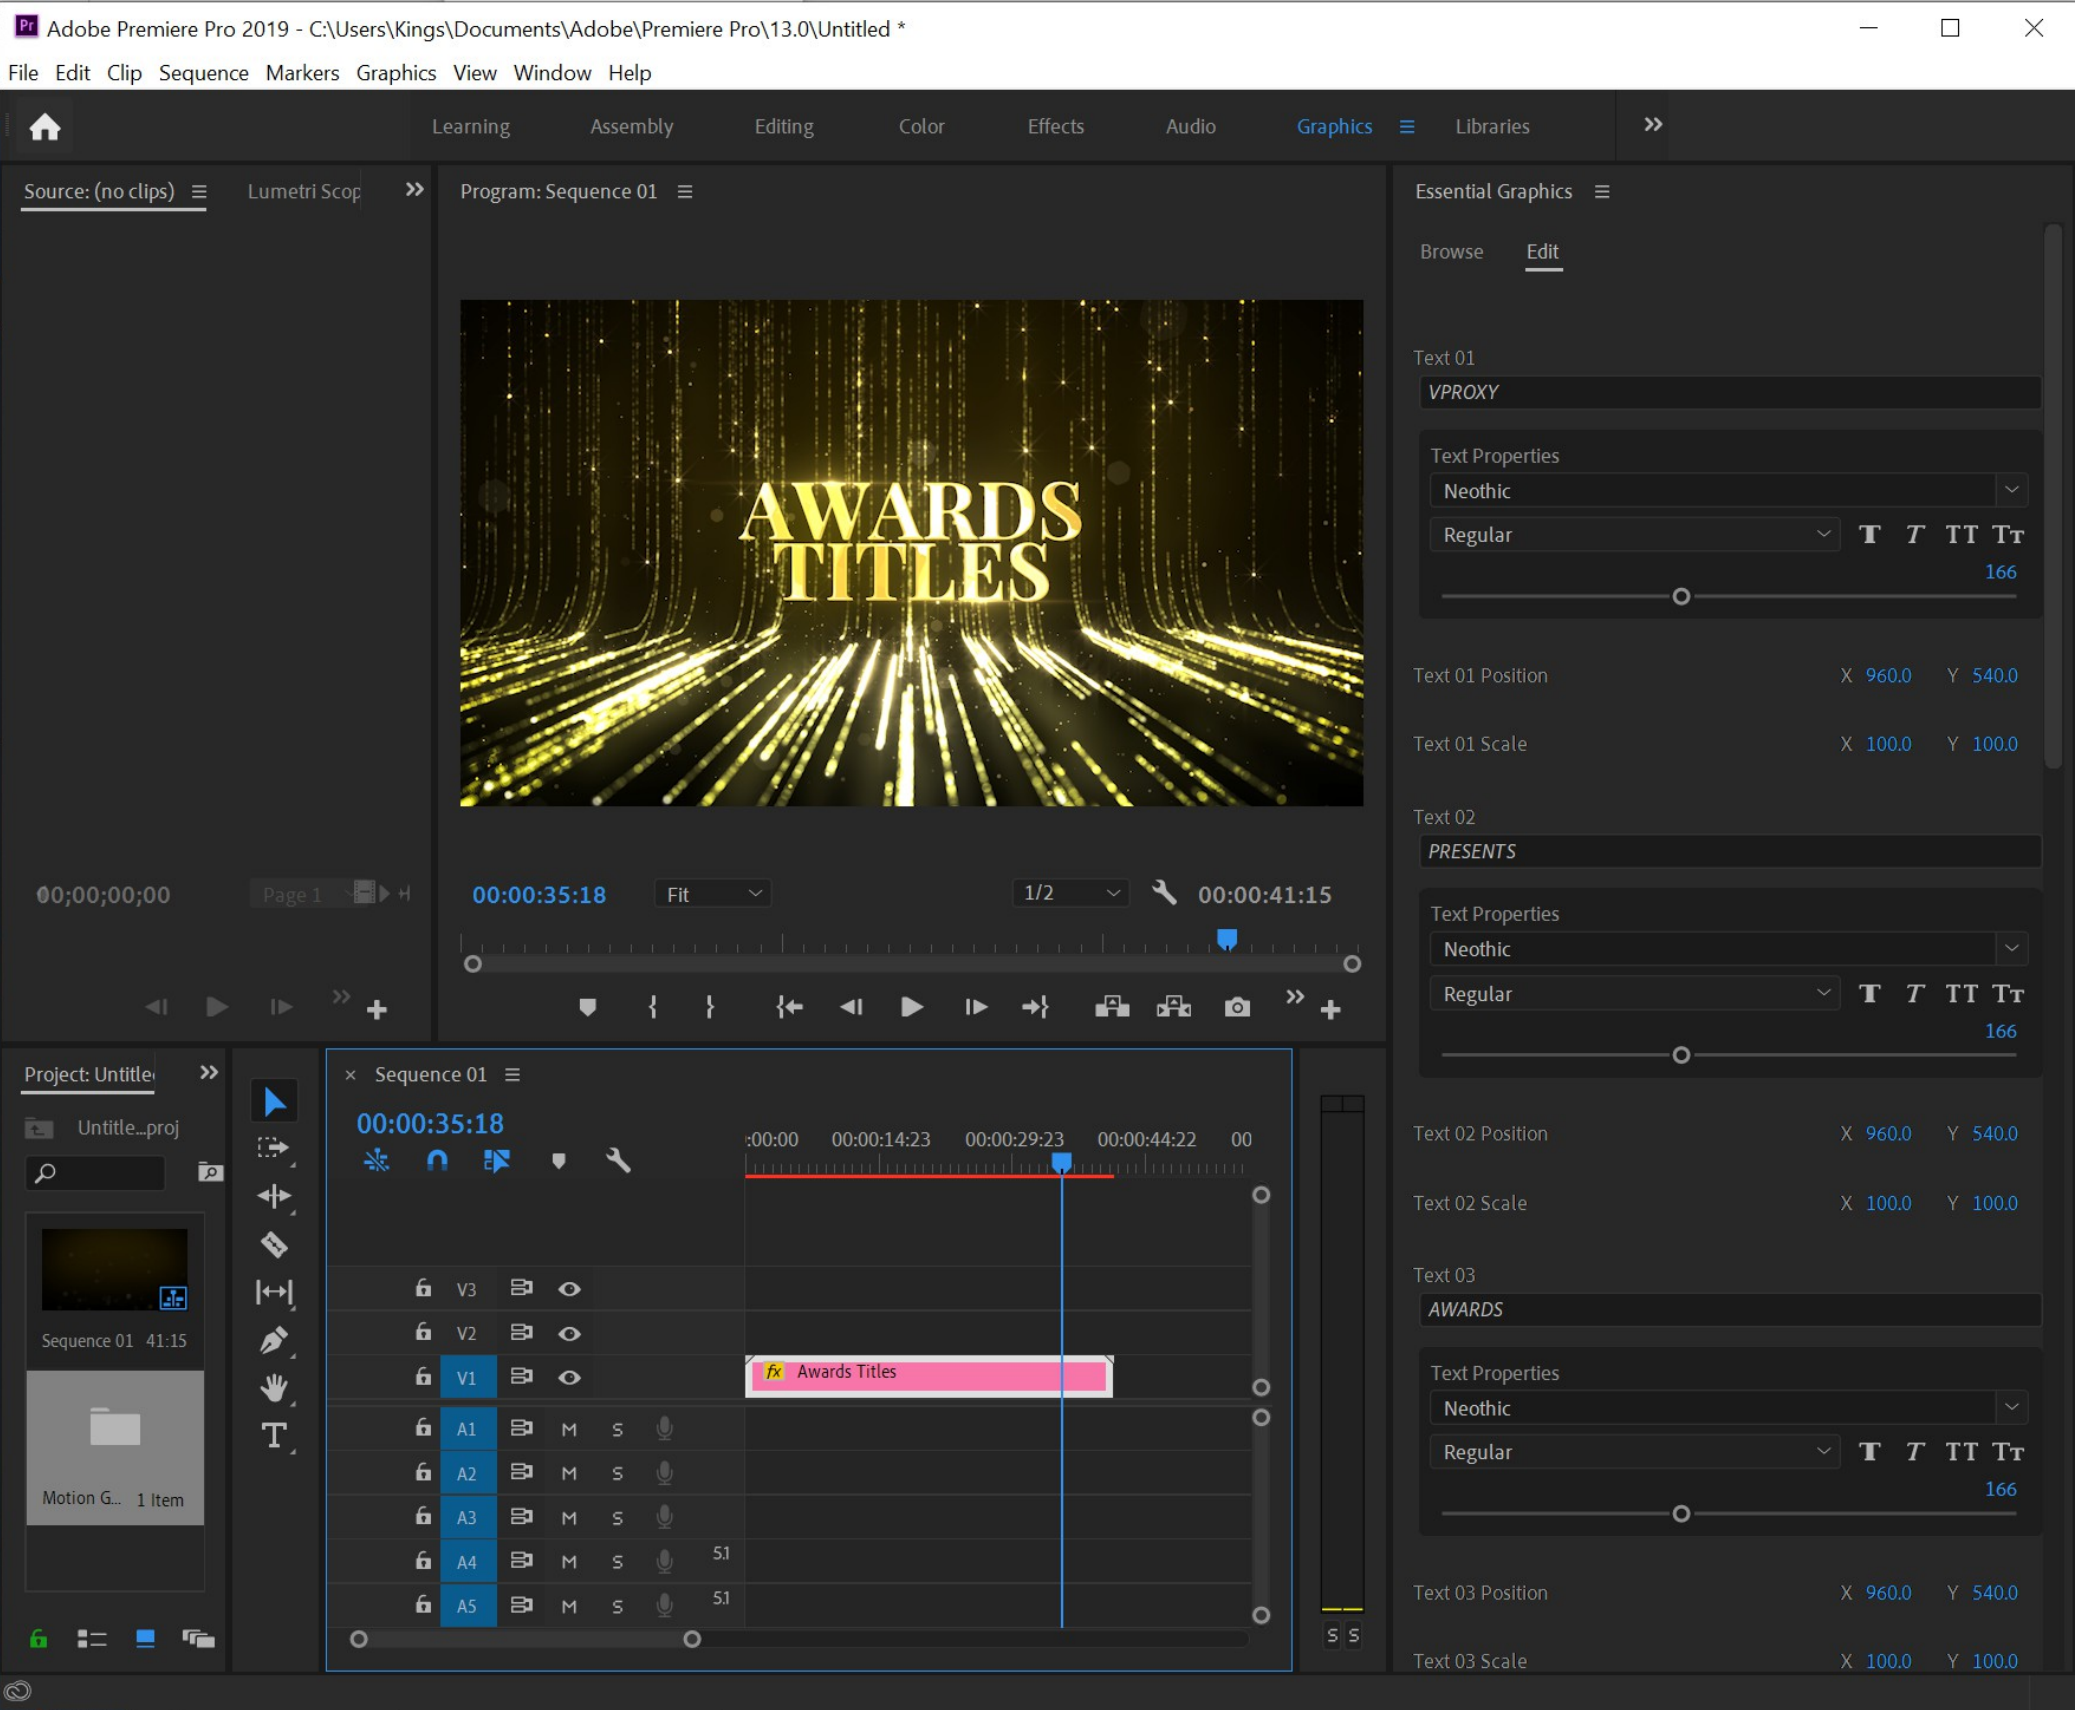 Pr Adobe Premiere Pro 2019 - C:\Users\Kings\Documents\Adobe\Premiere Pro\13.0\Untitled *
File Edit Clip Sequence Markers Graphics View Window Help
Learning Assembly Editing Color Effects Audio Graphics Libraries
Source: (no clips) Lumetri Scop
Program: Sequence 01
Essential Graphics
Browse Edit
AWARDS
TITLES
Text 01
VPROXY
Text Properties
Neothic
Regular T T TT Tт
166
Text 01 Position X 960.0 Y 540.0
Text 01 Scale X 100.0 Y 100.0
Text 02
PRESENTS
Text Properties
Neothic
Regular T T TT Tт
166
Text 02 Position X 960.0 Y 540.0
Text 02 Scale X 100.0 Y 100.0
Text 03
AWARDS
Text Properties
Neothic
Regular T T TT Tт
166
Text 03 Position X 960.0 Y 540.0
Text 03 Scale X 100.0 Y 100.0
00;00;00;00 Page 1
00:00:35:18 Fit 1/2 00:00:41:15
Project: Untitle
Untitle...proj
Sequence 01 41:15
Motion G... 1 Item
× Sequence 01
00:00:35:18
:00:00 00:00:14:23 00:00:29:23 00:00:44:22 00
V3
V2
V1 fx Awards Titles
A1 M S
A2 M S
A3 M S
A4 M S 5.1
A5 M S 5.1
S S